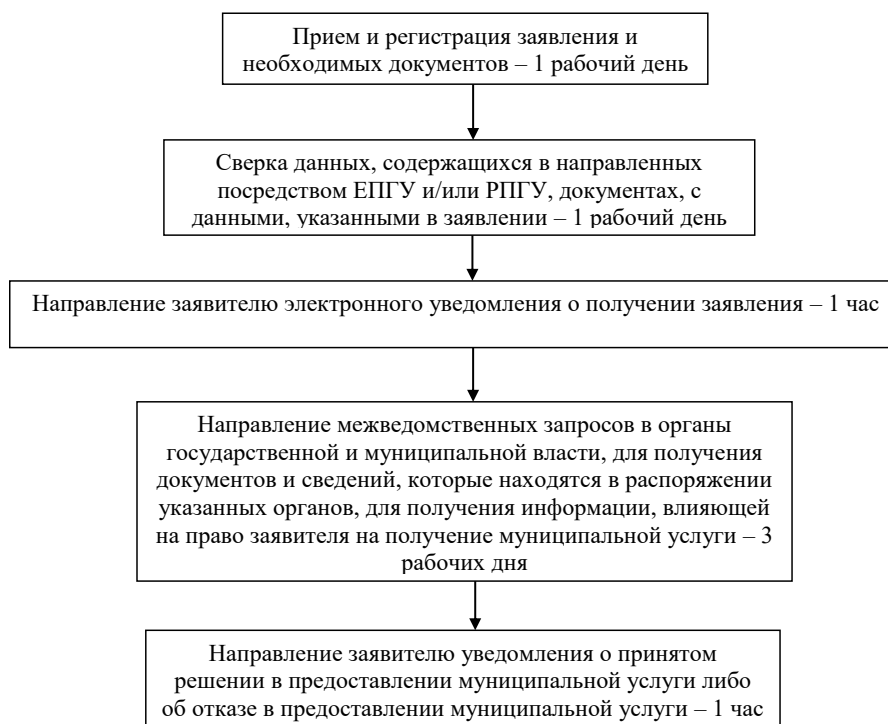 Прием и регистрация заявления и
необходимых документов – 1 рабочий день
Сверка данных, содержащихся в направленных
посредством ЕПГУ и/или РПГУ, документах, с
данными, указанными в заявлении – 1 рабочий день
Направление заявителю электронного уведомления о получении заявления – 1 час
Направление межведомственных запросов в органы
государственной и муниципальной власти, для получения
документов и сведений, которые находятся в распоряжении
указанных органов, для получения информации, влияющей
на право заявителя на получение муниципальной услуги – 3
рабочих дня
Направление заявителю уведомления о принятом
решении в предоставлении муниципальной услуги либо
об отказе в предоставлении муниципальной услуги – 1 час